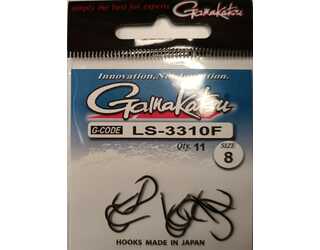 simply the best for experts
Gamakatsu
Innovation, Not Imitation.
Gamakatsu
G-CODE LS-3310F
Qty. 11
SIZE
8
HOOKS MADE IN JAPAN